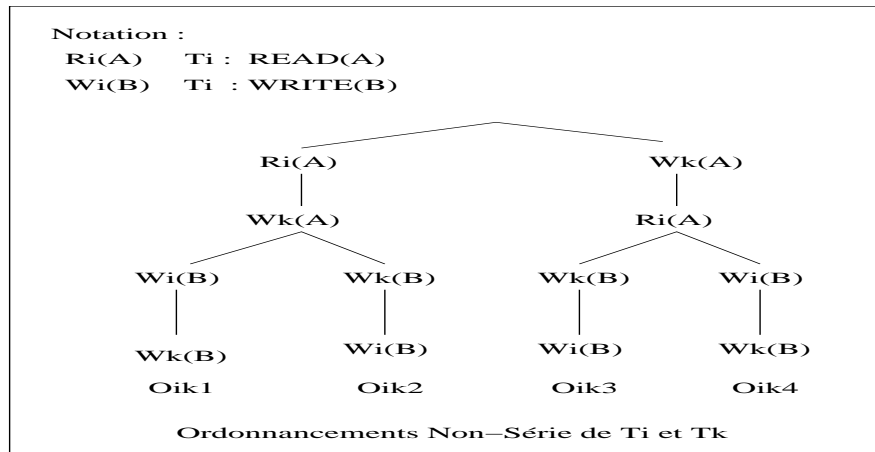 Notation :
Ri(A) Ti : READ(A)
Wi(B) Ti : WRITE(B)
Ri(A) Wk(A)
Wk(A) Ri(A)
Wi(B) Wk(B) Wk(B) Wi(B)
Wk(B) Wi(B) Wi(B) Wk(B)
Oik1 Oik2 Oik3 Oik4
Ordonnancements Non−Série de Ti et Tk